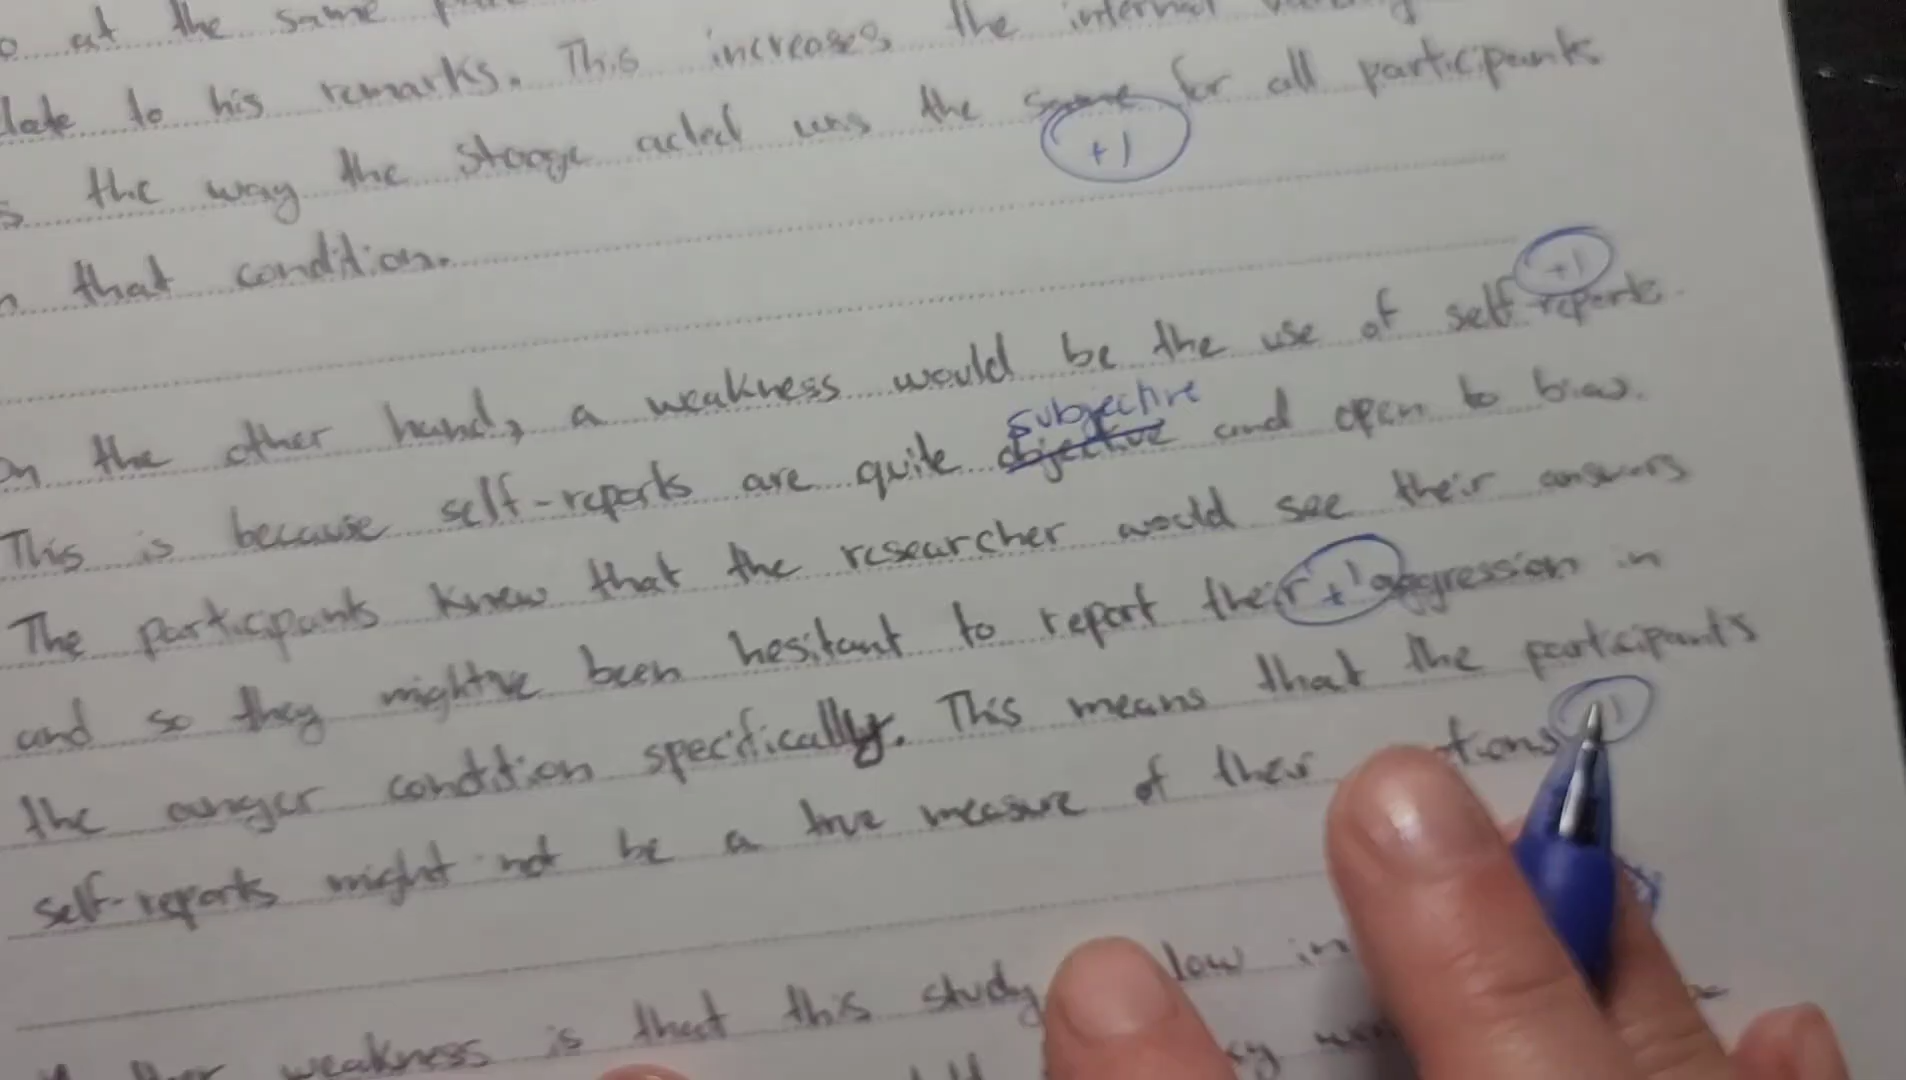 at the same
late to his remarks. This increases the internal
the way the stooge acted was the same for all participants
+1
that condition.
+1
On the other hand, a weakness would be the use of self reports.
subjective
This is because self-reports are quite objective and open to bias.
The participants knew that the researcher would see their answers
and so they might've been hesitant to report their +1 aggression in
the anger condition specifically. This means that the participants
self-reports might not be a true measure of their
weakness is that this study low in